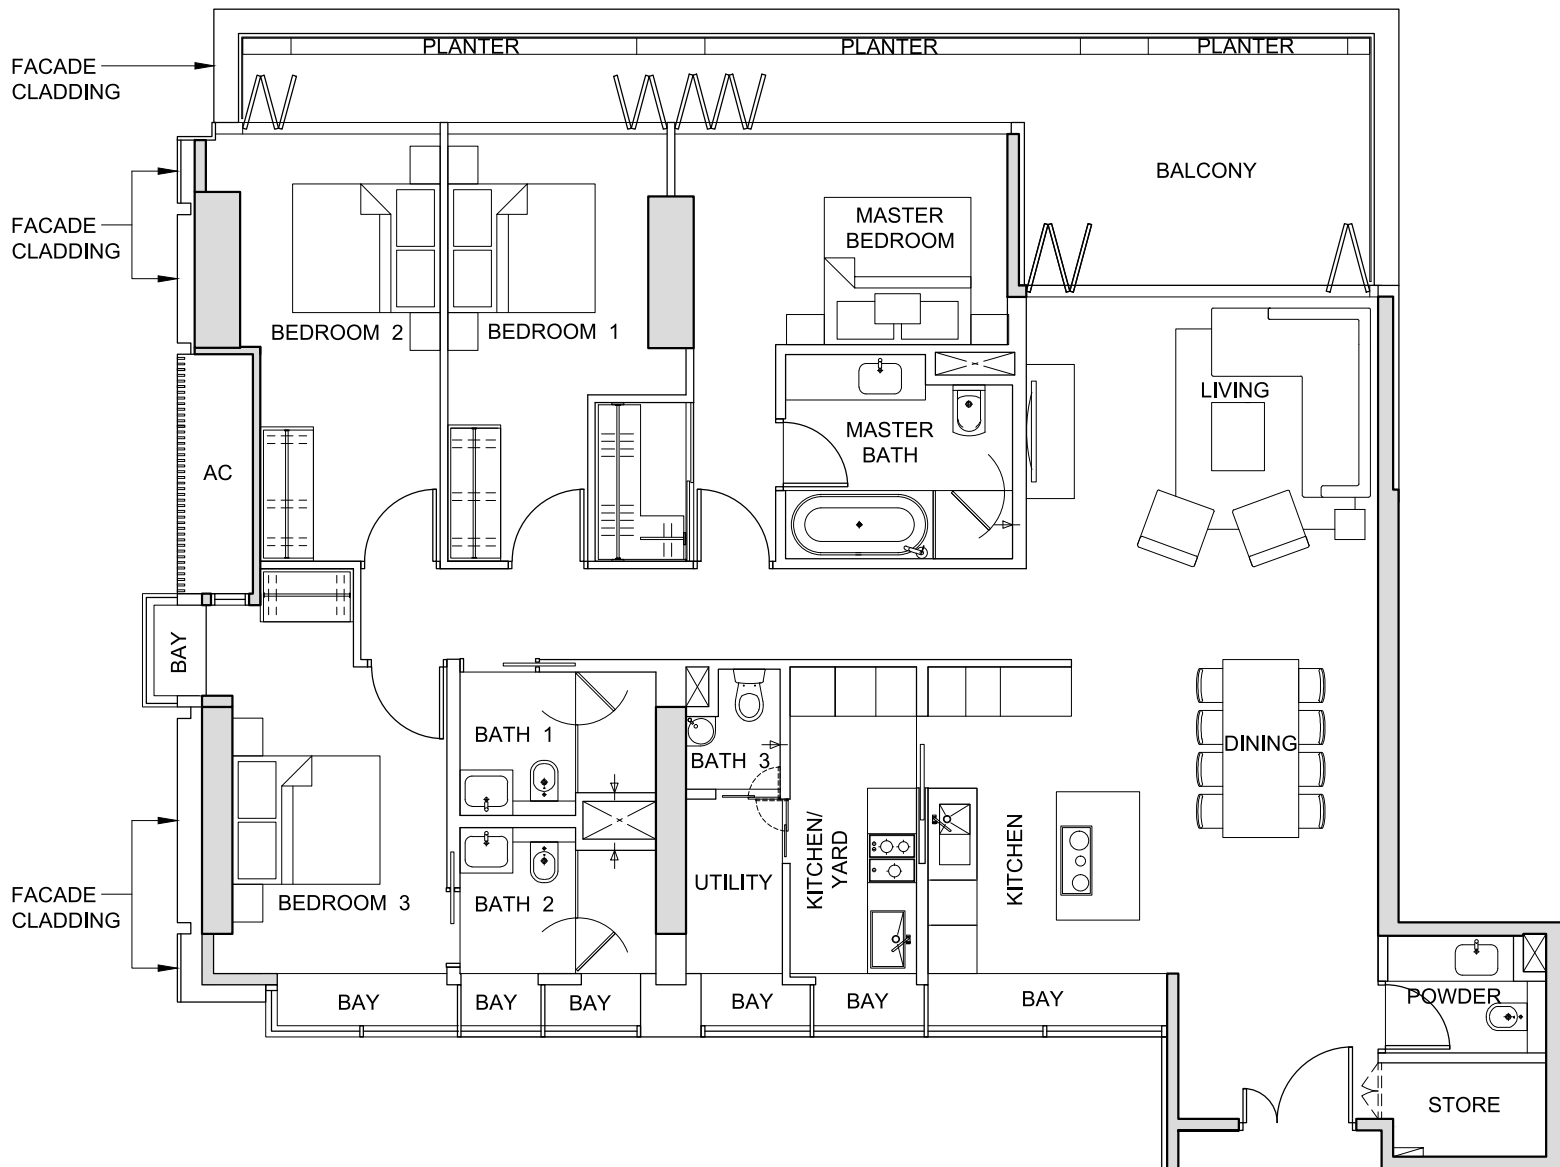 PLANTER
PLANTER
PLANTER
FACADE
CLADDING
BALCONY
FACADE
CLADDING
MASTER
BEDROOM
BEDROOM 2
BEDROOM 1
LIVING
MASTER
BATH
AC
BAY
BATH 1
BATH 3
DINING
KITCHEN/
YARD
KITCHEN
UTILITY
FACADE
CLADDING
BEDROOM 3
BATH 2
BAY
BAY
BAY
BAY
BAY
BAY
POWDER
STORE